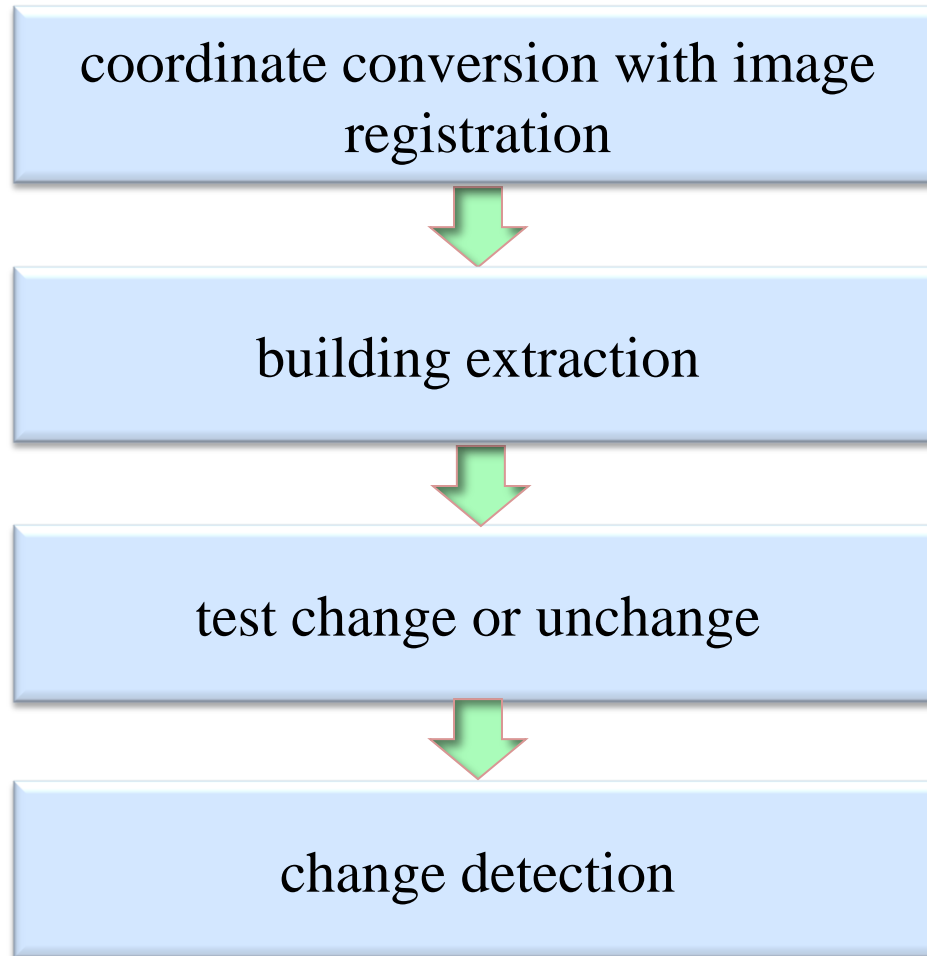 coordinate conversion with image
registration
building extraction
test change or unchange
change detection